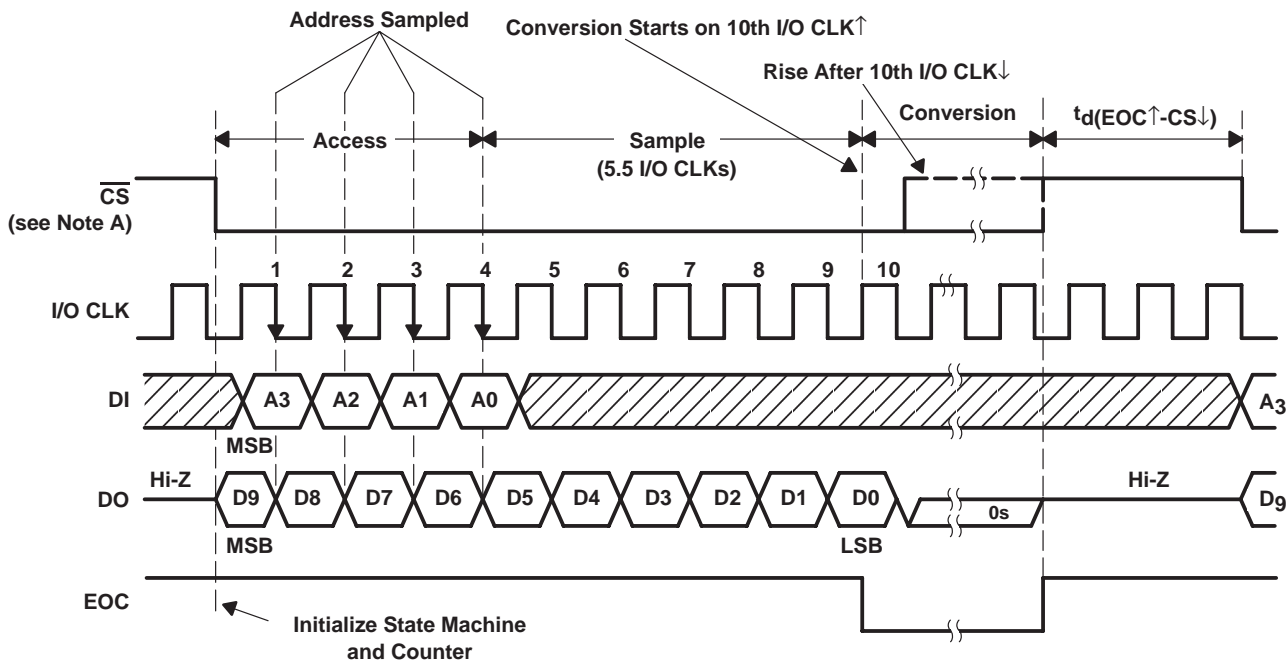 Address Sampled
Conversion Starts on 10th I/O CLK↑
Rise After 10th I/O CLK↓
Access
Sample
(5.5 I/O CLKs)
Conversion
td(EOC↑-CS↓)
CS
(see Note A)
1 2 3 4 5 6 7 8 9 10
I/O CLK
DI
A3 A2 A1 A0 A3
MSB
Hi-Z
Hi-Z
DO
D9 D8 D7 D6 D5 D4 D3 D2 D1 D0 0s D9
MSB
LSB
EOC
Initialize State Machine
and Counter